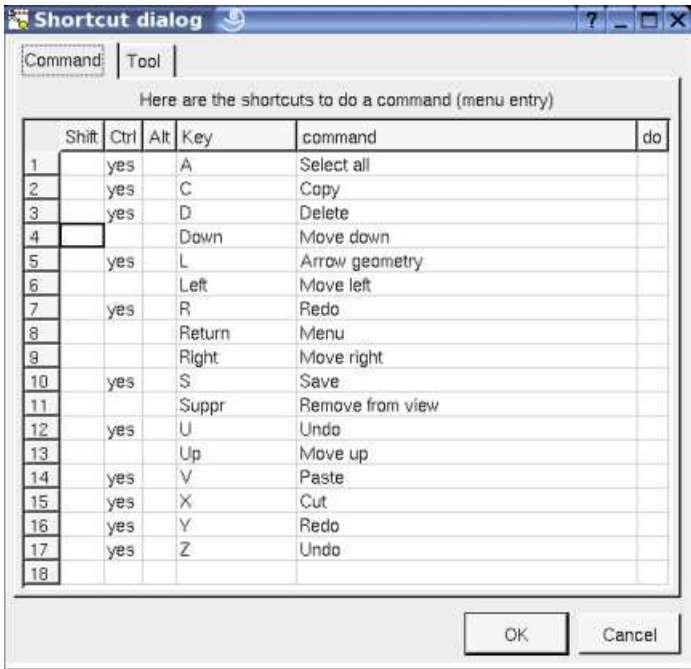 Shortcut dialog ? _ X
Command Tool
Here are the shortcuts to do a command (menu entry)
Shift Ctrl Alt Key command do
1 yes A Select all
2 yes C Copy
3 yes D Delete
4 Down Move down
5 yes L Arrow geometry
6 Left Move left
7 yes R Redo
8 Return Menu
9 Right Move right
10 yes S Save
11 Suppr Remove from view
12 yes U Undo
13 Up Move up
14 yes V Paste
15 yes X Cut
16 yes Y Redo
17 yes Z Undo
18
OK Cancel